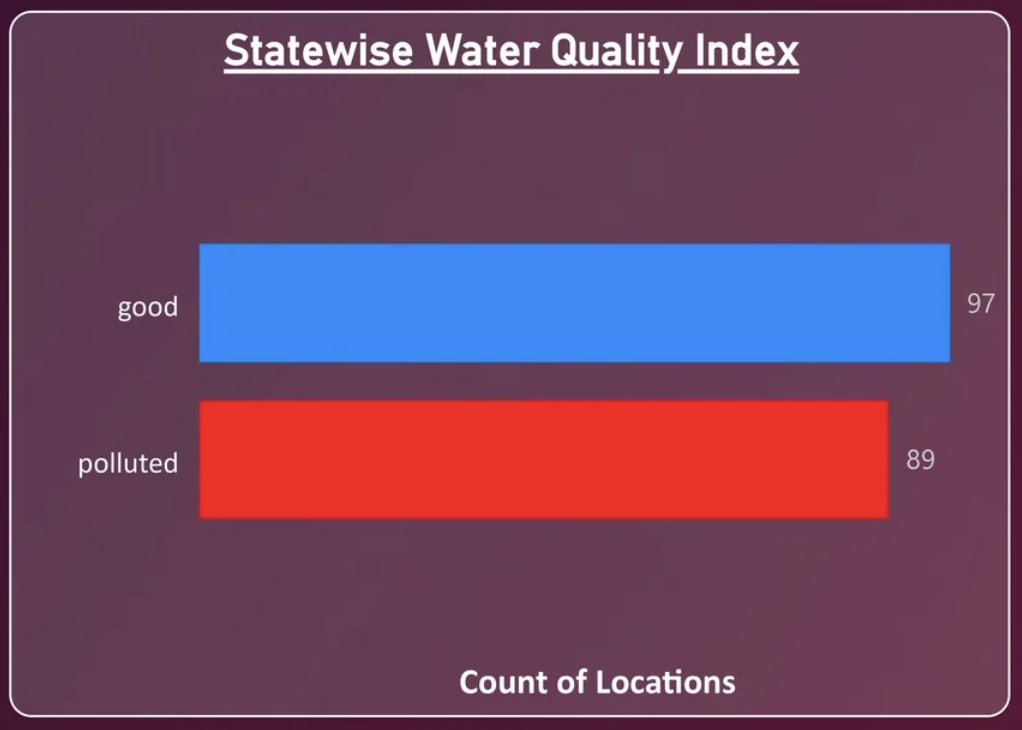 Statewise Water Quality Index
good
97
polluted
89
Count of Locations